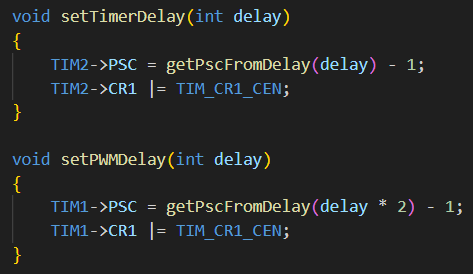 void setTimerDelay(int delay)
{
    TIM2->PSC = getPscFromDelay(delay) - 1;
    TIM2->CR1 |= TIM_CR1_CEN;
}

void setPWMDelay(int delay)
{
    TIM1->PSC = getPscFromDelay(delay * 2) - 1;
    TIM1->CR1 |= TIM_CR1_CEN;
}